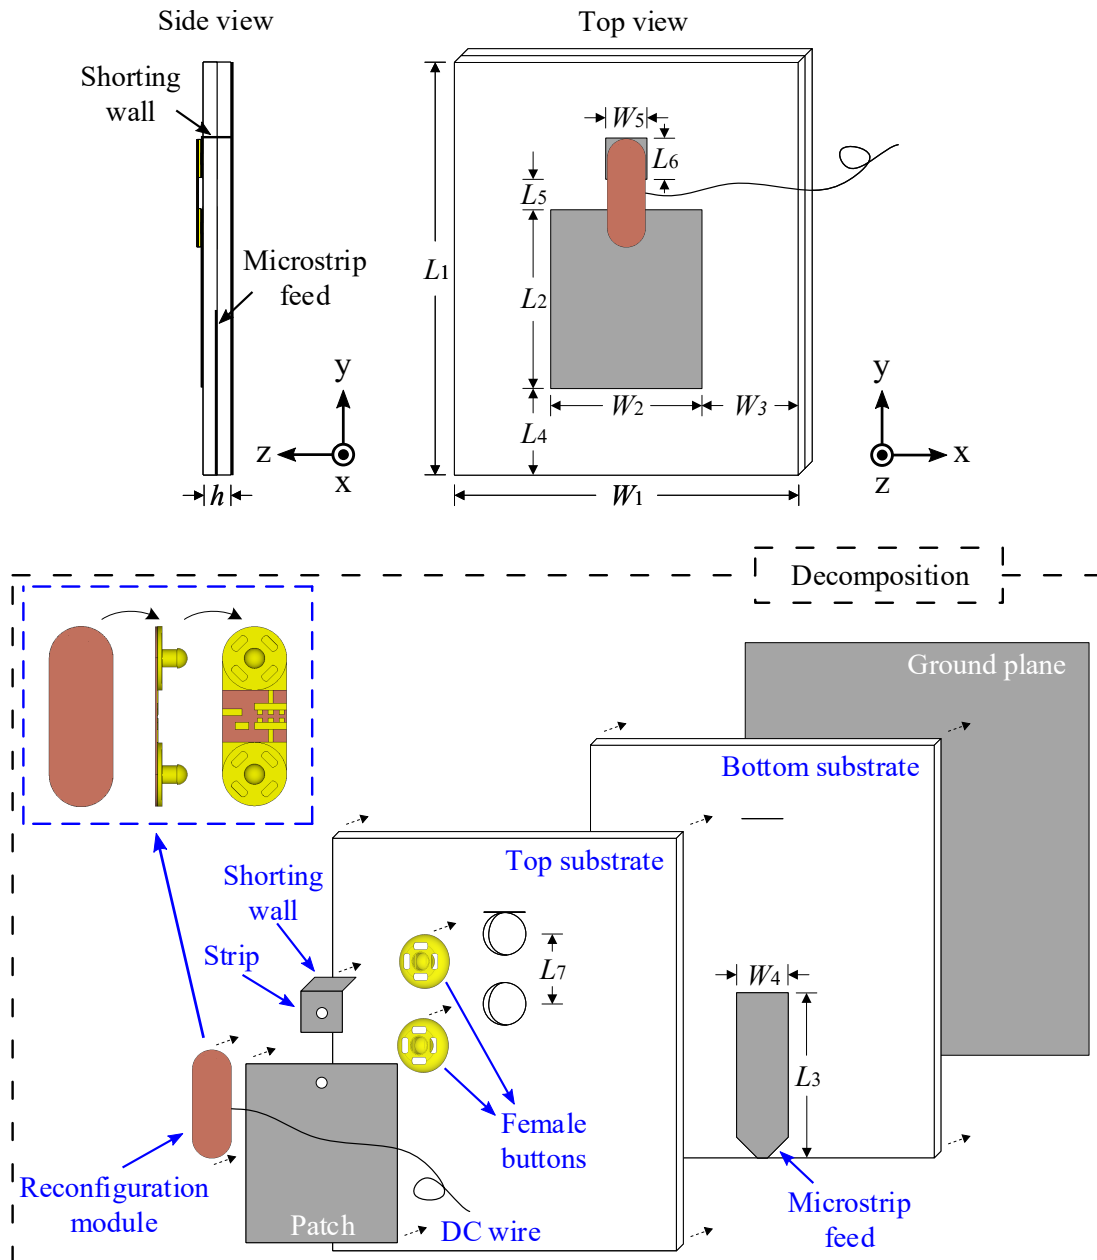 Side view
Top view
Shorting
wall
W5
L6
L5
Microstrip
feed
L1
L2
y
z
x
h
W2
W3
L4
W1
y
x
z
Decomposition
Ground plane
Bottom substrate
Top substrate
Shorting
wall
Strip
L7
W4
L3
Female
buttons
Reconfiguration
module
Patch
DC wire
Microstrip
feed